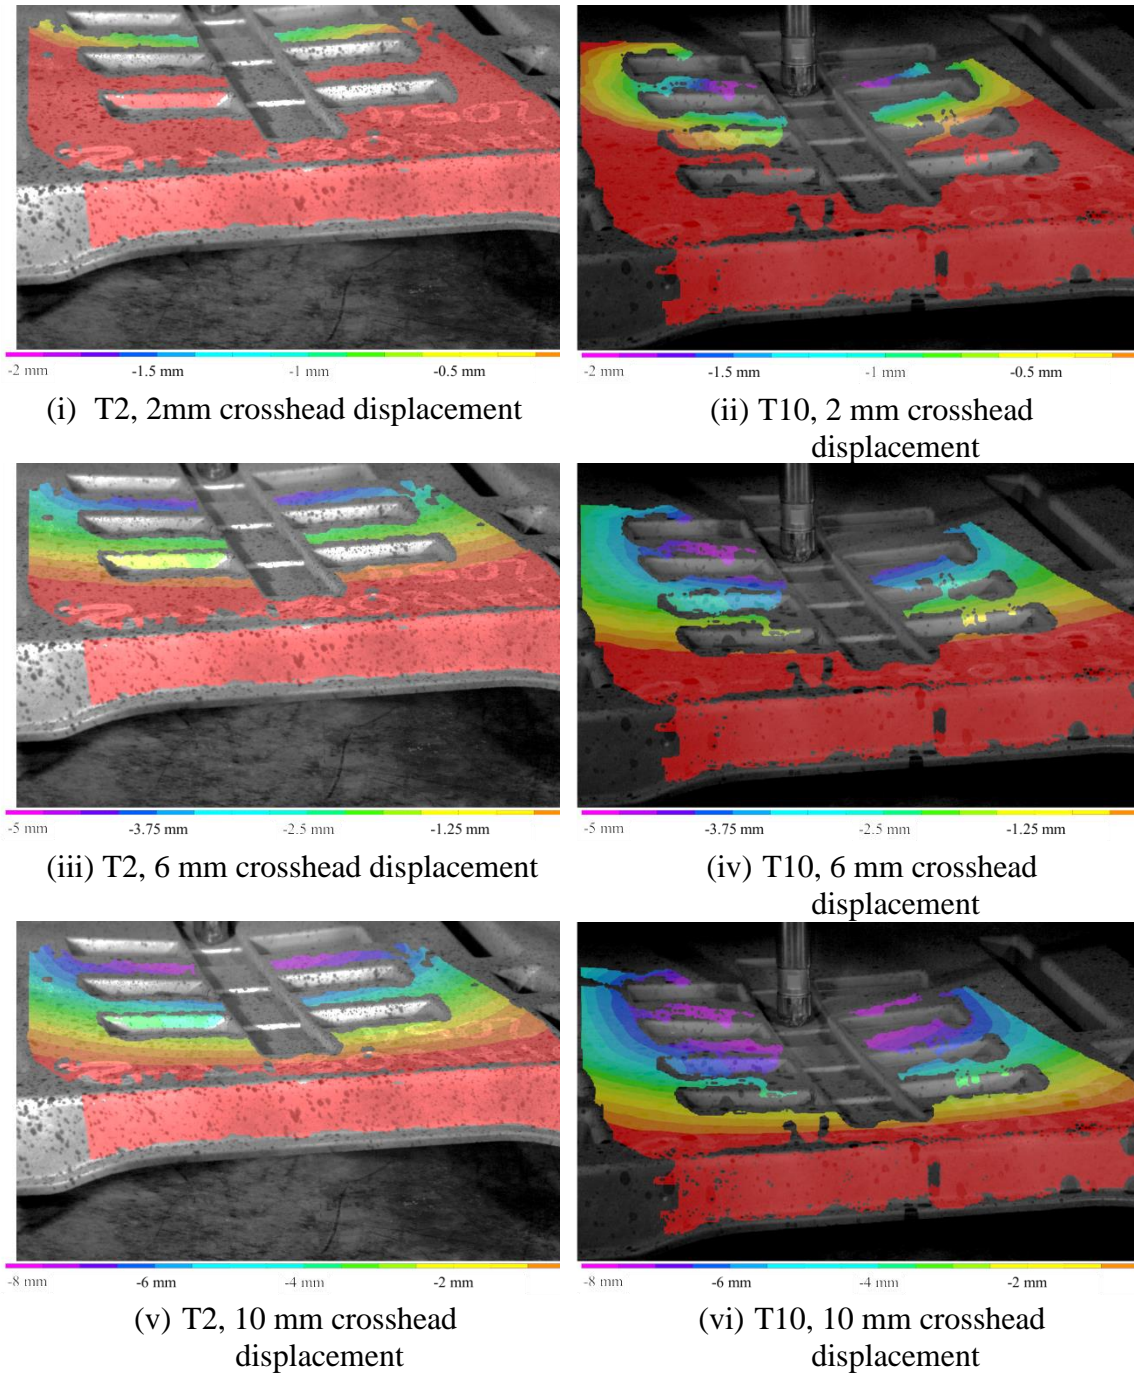 -2 mm -1.5 mm -1 mm -0.5 mm
-2 mm -1.5 mm -1 mm -0.5 mm
(i) T2, 2mm crosshead displacement
(ii) T10, 2 mm crosshead
displacement
-5 mm -3.75 mm -2.5 mm -1.25 mm
-5 mm -3.75 mm -2.5 mm -1.25 mm
(iii) T2, 6 mm crosshead displacement
(iv) T10, 6 mm crosshead
displacement
-8 mm -6 mm -4 mm -2 mm
-8 mm -6 mm -4 mm -2 mm
(v) T2, 10 mm crosshead
displacement
(vi) T10, 10 mm crosshead
displacement